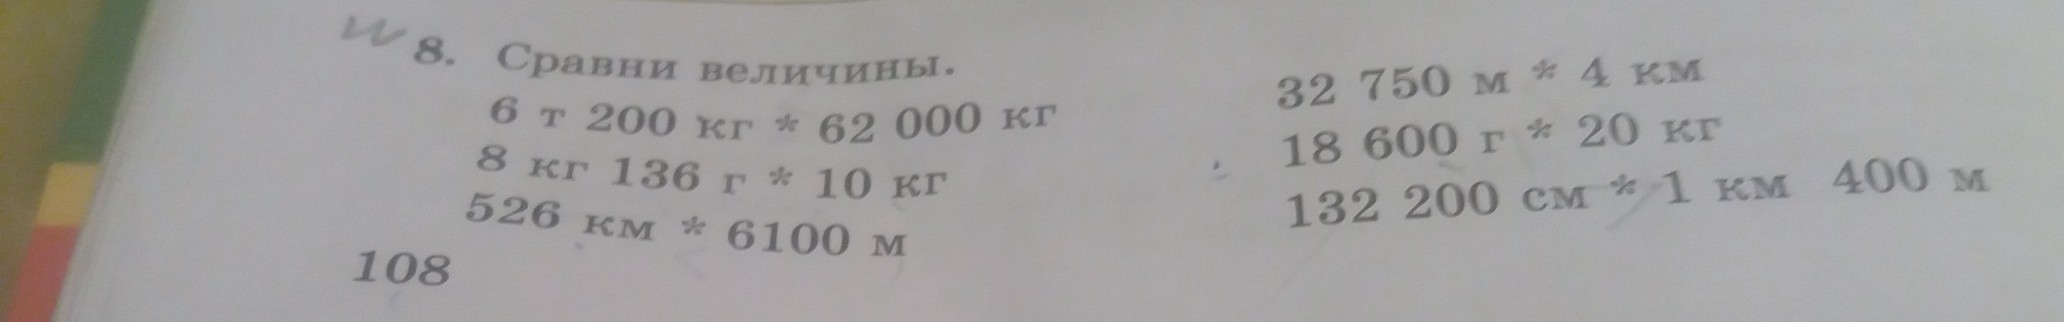 8. Сравни величины.
6 т 200 кг * 62 000 кг
8 кг 136 г * 10 кг
526 км * 6100 м
32 750 м * 4 км
18 600 г * 20 кг
132 200 см * 1 км 400 м
108